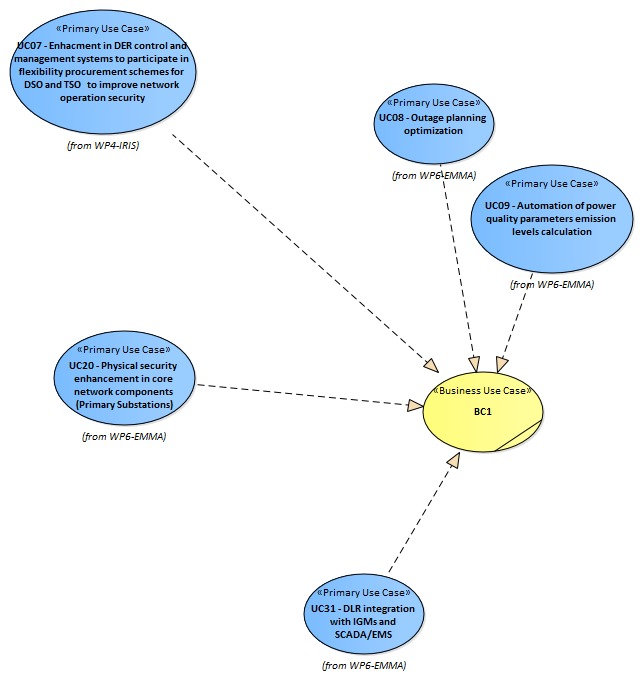 «Primary Use Case»
UC07 - Enhacment in DER control and
management systems to participate in
flexibility procurement schemes for
DSO and TSO to improve network
operation security
(from WP4-IRIS)
«Primary Use Case»
UC08 - Outage planning
optimization
(from WP6-EMMA)
«Primary Use Case»
UC09 - Automation of power
quality parameters emission
levels calculation
(from WP6-EMMA)
«Primary Use Case»
UC20 - Physical security
enhancement in core
network components
(Primary Substations)
(from WP6-EMMA)
«Business Use Case»
BC1
«Primary Use Case»
UC31 - DLR integration
with IGMs and
SCADA/EMS
(from WP6-EMMA)